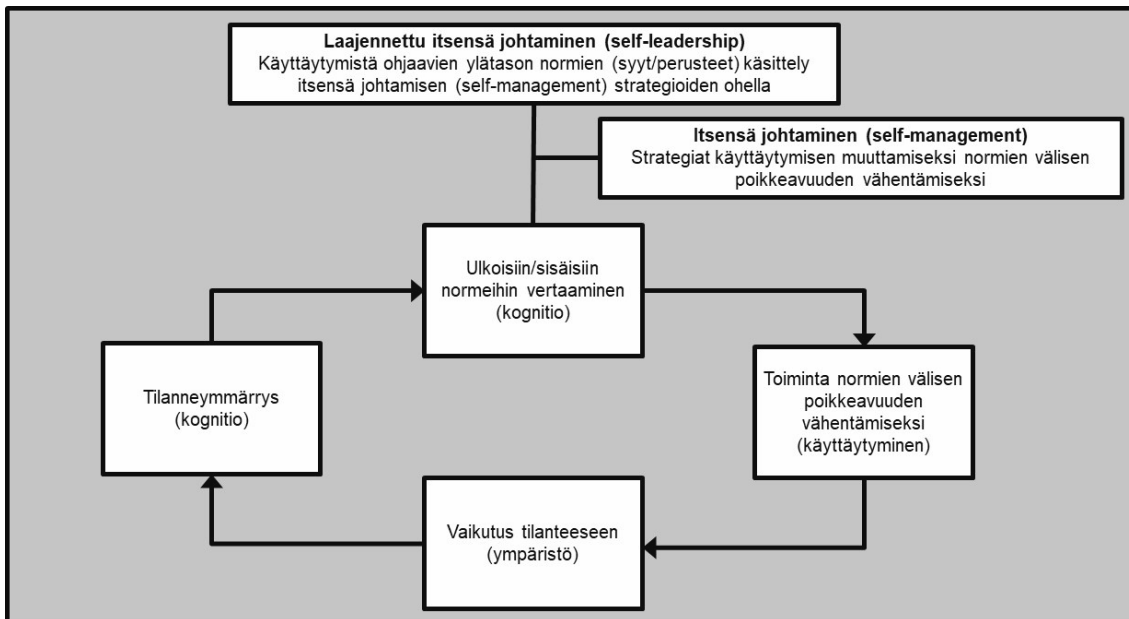 Laajennettu itsensä johtaminen (self-leadership)
Käyttäytymistä ohjaavien ylätason normien (syyt/perusteet) käsittely
itsensä johtamisen (self-management) strategioiden ohella
Itsensä johtaminen (self-management)
Strategiat käyttäytymisen muuttamiseksi normien välisen
poikkeavuuden vähentämiseksi
Ulkoisiin/sisäisiin
normeihin vertaaminen
(kognitio)
Tilanneymmärrys
(kognitio)
Toiminta normien välisen
poikkeavuuden
vähentämiseksi
(käyttäytyminen)
Vaikutus tilanteeseen
(ympäristö)